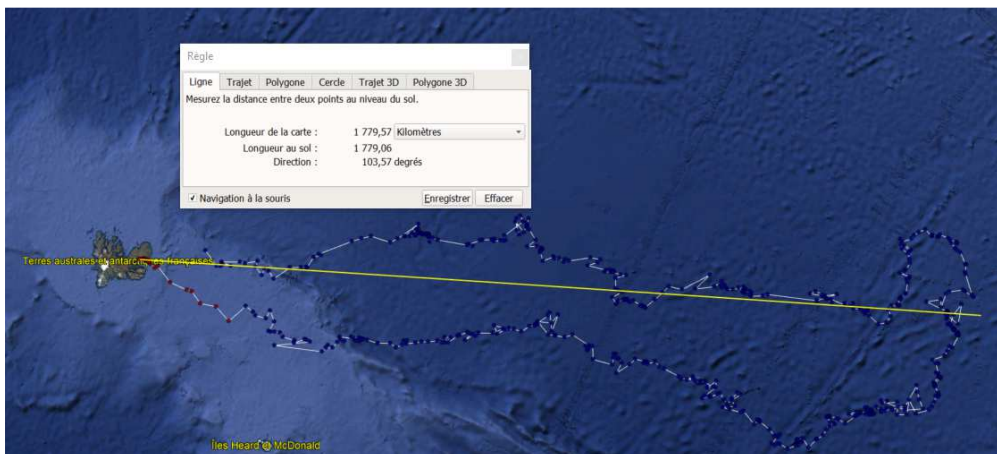 Règle
Ligne Trajet Polygone Cercle Trajet 3D Polygone 3D
Mesurez la distance entre deux points au niveau du sol.
Longueur de la carte : 1 779,57 Kilomètres
Longueur au sol : 1 779,06
Direction : 103,57 degrés
Navigation à la souris Enregistrer Effacer
Terres australes et antarctiques françaises
Îles Heard McDonald